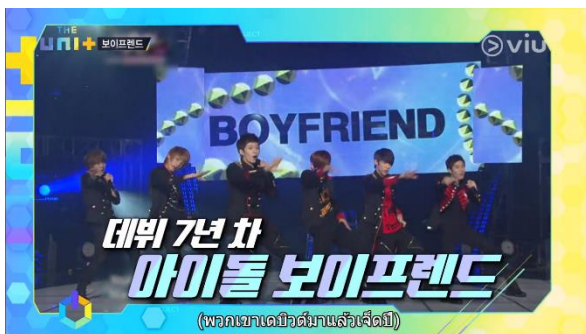 THE
UNI+ 보이프렌드
viu
BOYFRIEND
데뷔 7년 차
아이돌 보이프렌드
(พวกเขาเดบิวต์มาแล้วเจ็ดปี)